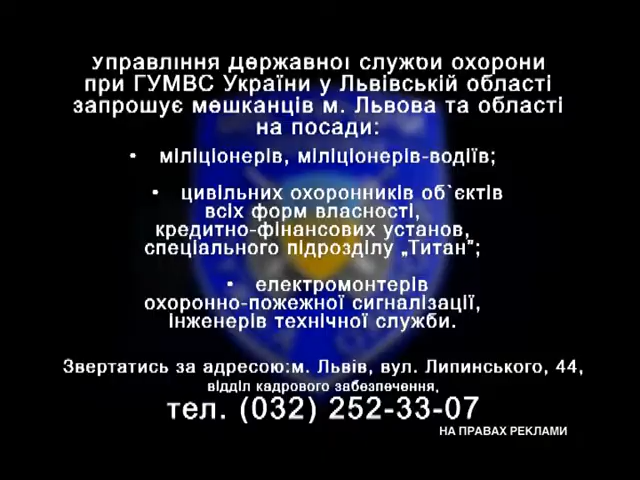 Управління Державної служби охорони
при ГУМВС України у Львівській області
запрошує мешканців м. Львова та області
на посади:
• міліціонерів, міліціонерів-водіїв;
• цивільних охоронників об`єктів
всіх форм власності,
кредитно-фінансових установ,
спеціального підрозділу „Титан”;
• електромонтерів
охоронно-пожежної сигналізації,
інженерів технічної служби.
Звертатись за адресою:м. Львів, вул. Липинського, 44,
відділ кадрового забезпечення,
тел. (032) 252-33-07
НА ПРАВАХ РЕКЛАМИ